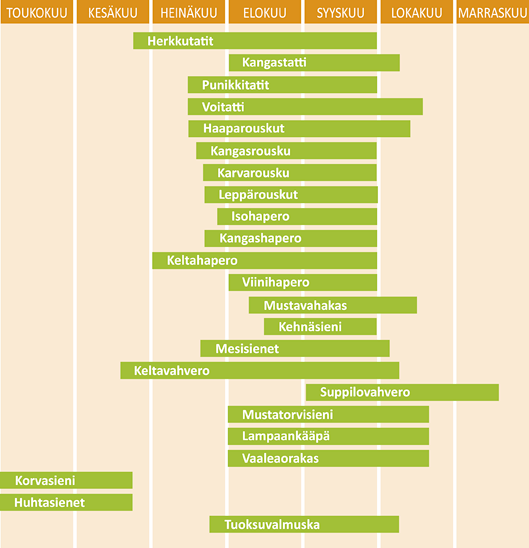 TOUKOKUU KESÄKUU HEINÄKUU ELOKUU SYYSKUU LOKAKUU MARRASKUU
Herkkutatit
Kangastatti
Punikkitatit
Voitatti
Haaparouskut
Kangasrousku
Karvarousku
Leppärouskut
Isohapero
Kangashapero
Keltahapero
Viinihapero
Mustavahakas
Kehnäsieni
Mesisienet
Keltavahvero
Suppilovahvero
Mustatorvisieni
Lampaankääpä
Vaaleaorakas
Korvasieni
Huhtasienet
Tuoksuvalmuska